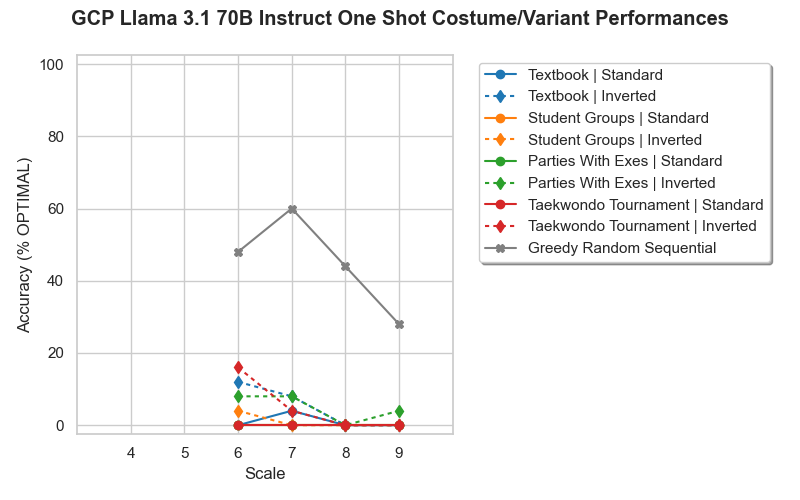 GCP Llama 3.1 70B Instruct One Shot Costume/Variant Performances
Accuracy (% OPTIMAL)
100
80
60
40
20
0
4 5 6 7 8 9
Scale
Textbook | Standard
Textbook | Inverted
Student Groups | Standard
Student Groups | Inverted
Parties With Exes | Standard
Parties With Exes | Inverted
Taekwondo Tournament | Standard
Taekwondo Tournament | Inverted
Greedy Random Sequential